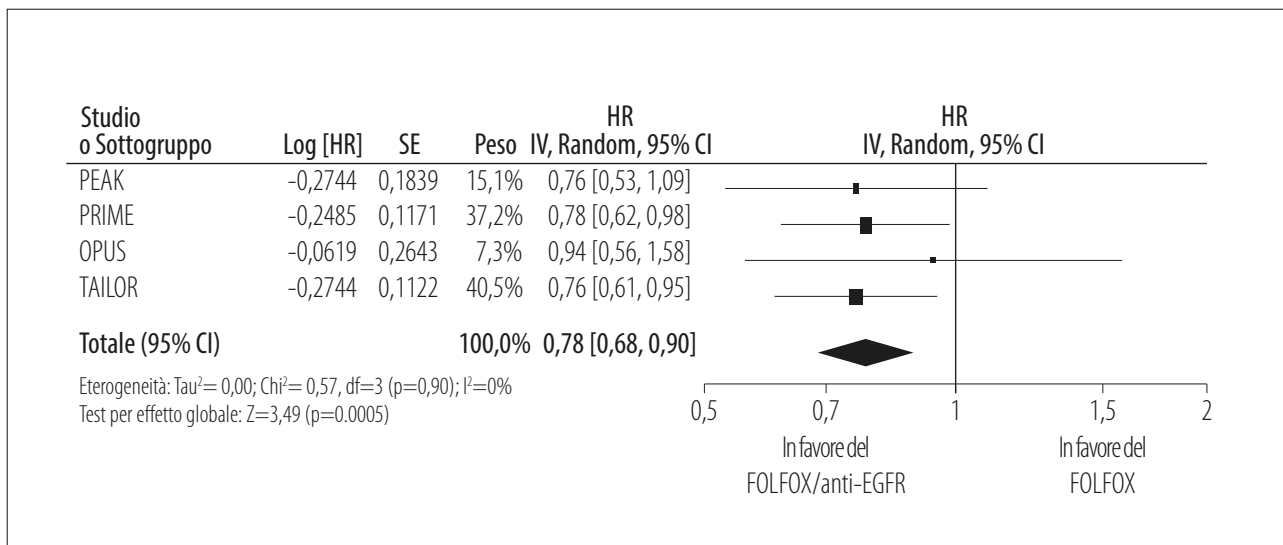 Studio HR HR
o Sottogruppo Log [HR] SE Peso IV, Random, 95% CI IV, Random, 95% CI
PEAK -0,2744 0,1839 15,1% 0,76 [0,53, 1,09]
PRIME -0,2485 0,1171 37,2% 0,78 [0,62, 0,98]
OPUS -0,0619 0,2643 7,3% 0,94 [0,56, 1,58]
TAILOR -0,2744 0,1122 40,5% 0,76 [0,61, 0,95]
Totale (95% CI) 100,0% 0,78 [0,68, 0,90]
Eterogeneità: Tau²= 0,00; Chi²= 0,57, df=3 (p=0,90); I²=0%
Test per effetto globale: Z=3,49 (p=0.0005)
0,5 0,7 1 1,5 2
In favore del In favore del
FOLFOX/anti-EGFR FOLFOX